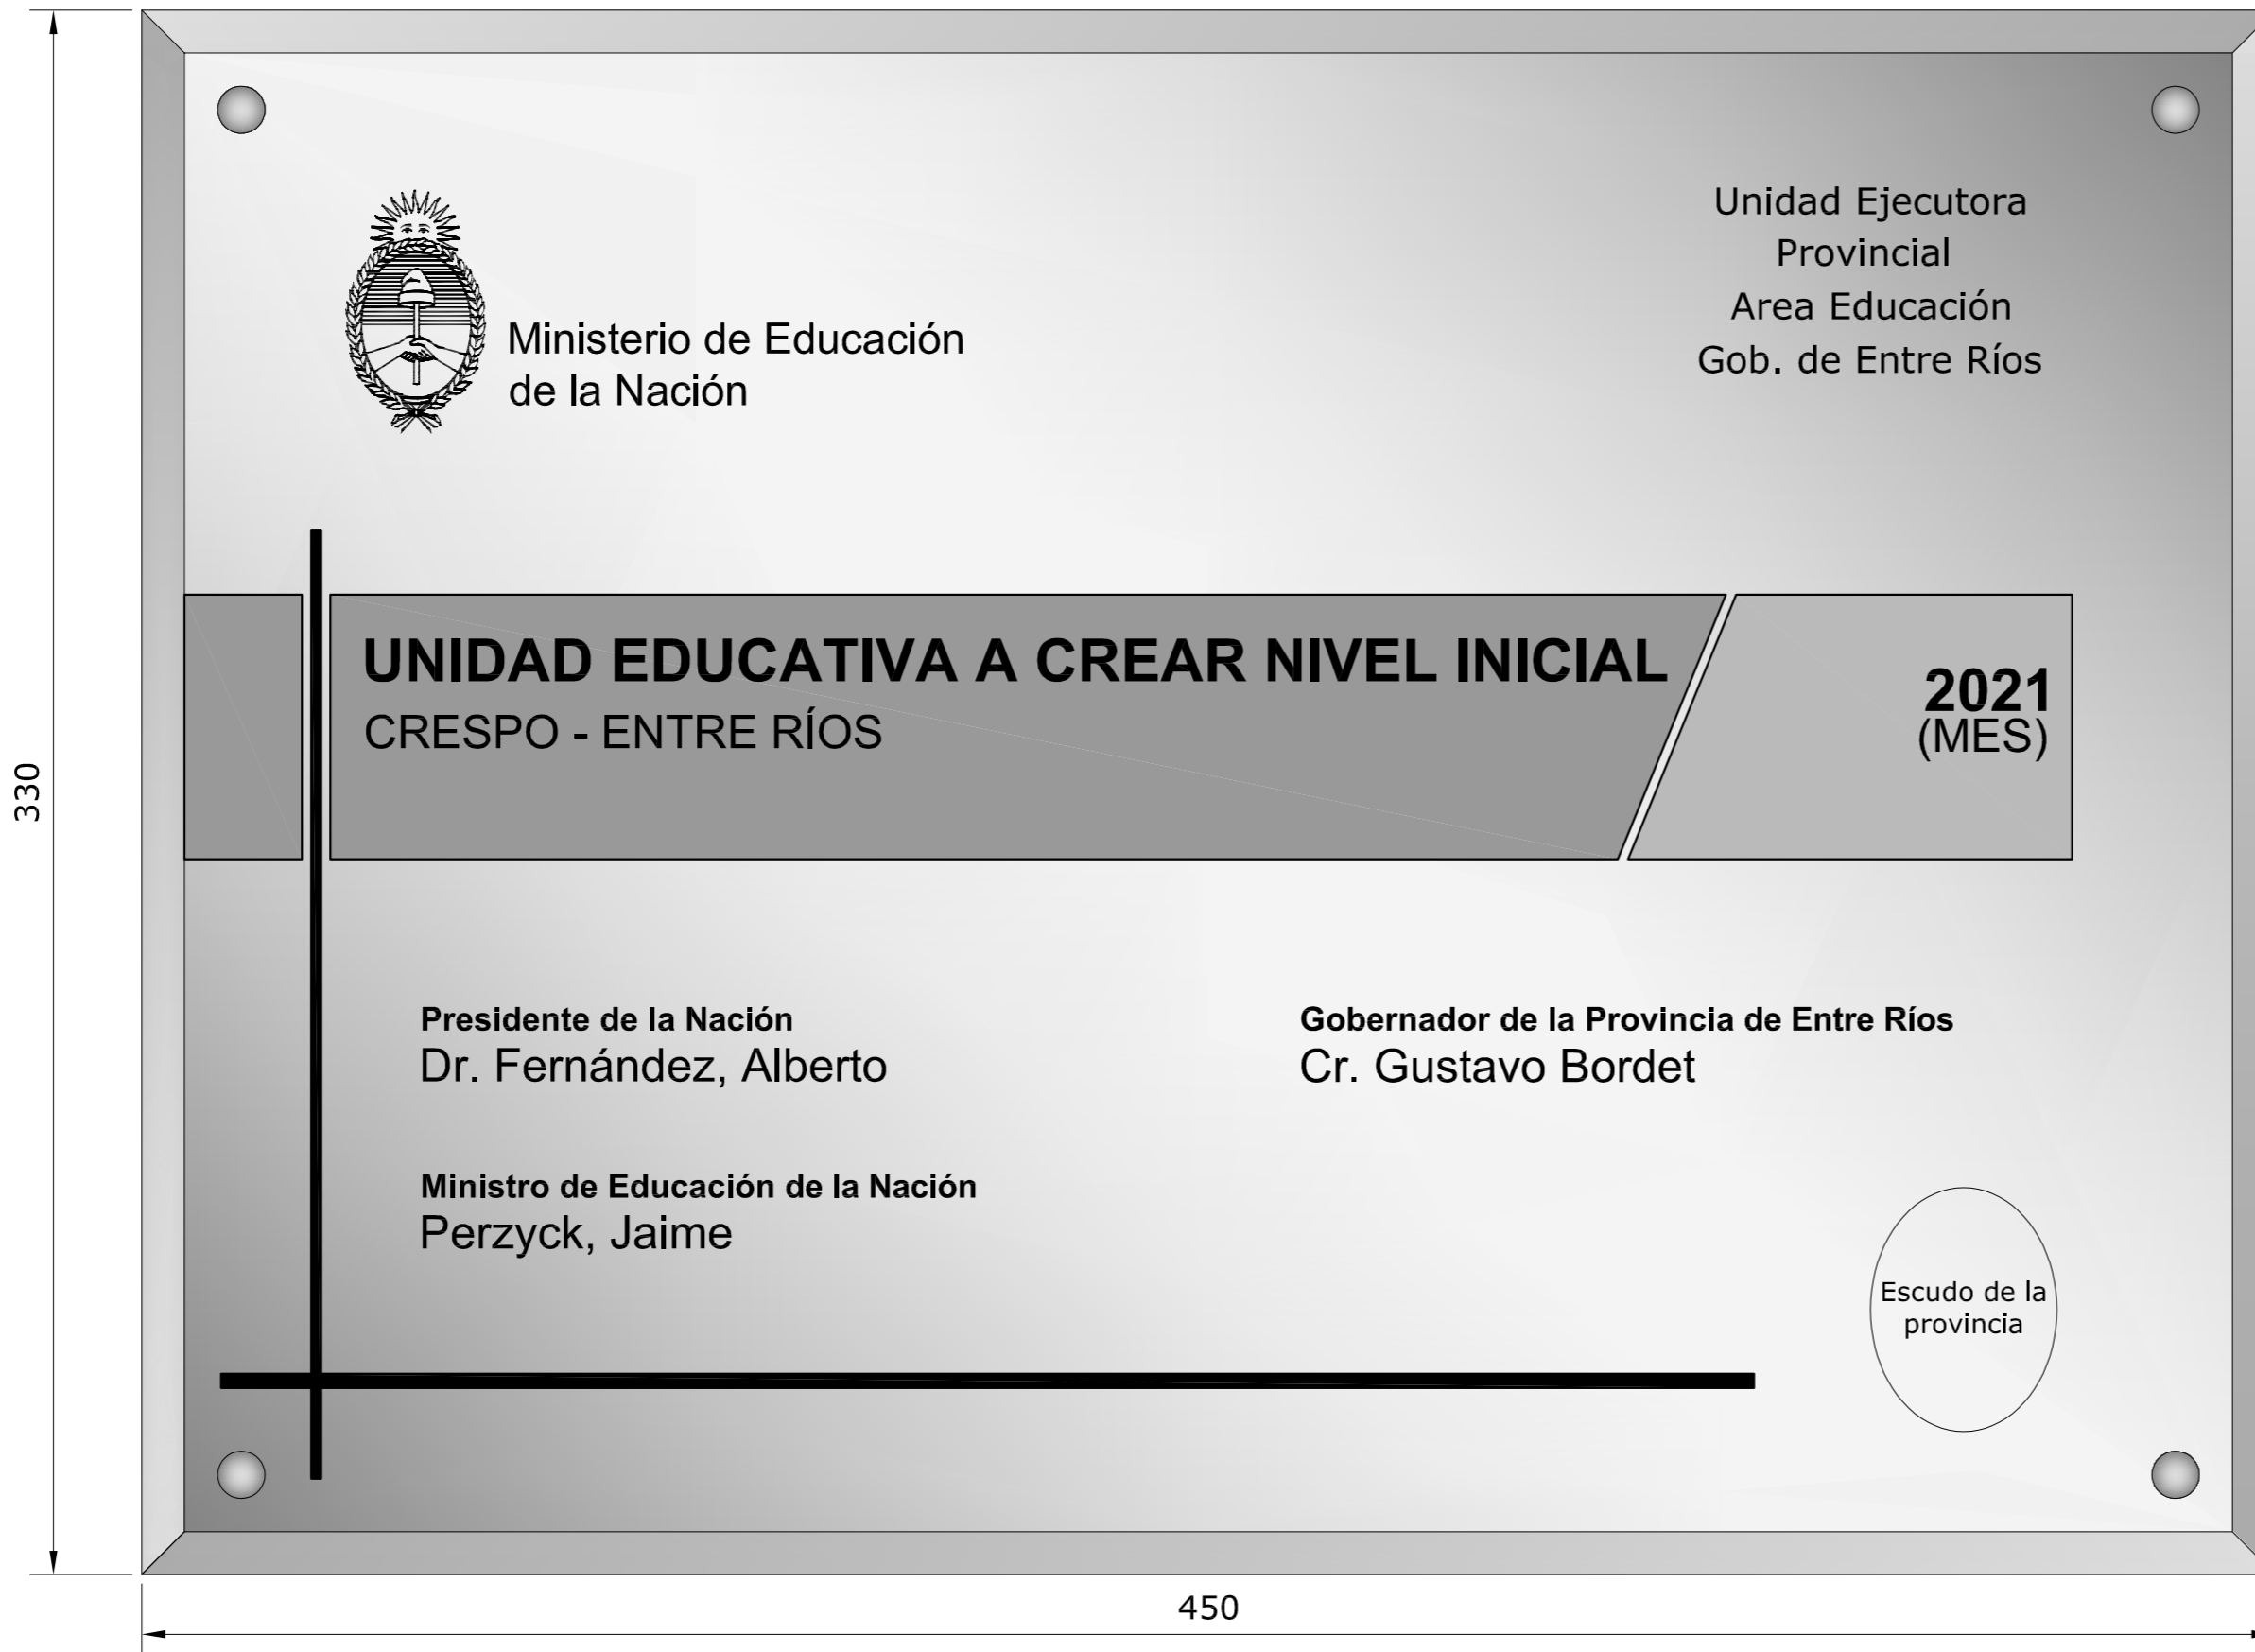 Unidad Ejecutora
Provincial
Area Educación
Gob. de Entre Ríos
Ministerio de Educación
de la Nación
UNIDAD EDUCATIVA A CREAR NIVEL INICIAL
CRESPO - ENTRE RÍOS
2021
(MES)
330
Presidente de la Nación
Dr. Fernández, Alberto
Gobernador de la Provincia de Entre Ríos
Cr. Gustavo Bordet
Ministro de Educación de la Nación
Perzyck, Jaime
Escudo de la
provincia
450